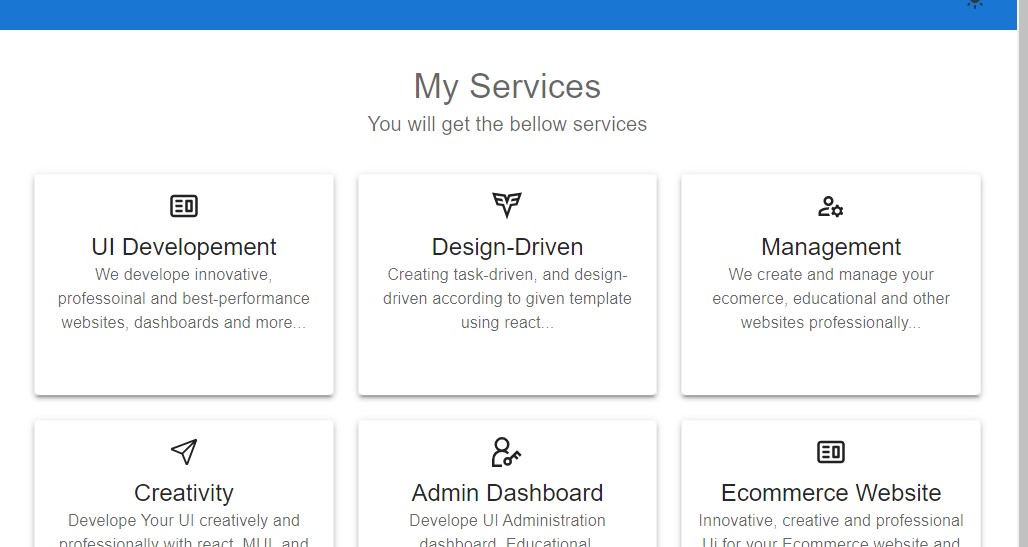 My Services
You will get the bellow services
UI Developement
We develope innovative,
professoinal and best-performance
websites, dashboards and more...
Design-Driven
Creating task-driven, and design-
driven according to given template
using react...
Management
We create and manage your
ecomerce, educational and other
websites professionally...
Creativity
Develope Your UI creatively and
professionally with react, MUI, and
Admin Dashboard
Develope UI Administration
dashboard, Educational
Ecommerce Website
Innovative, creative and professional
Ui for your Ecommerce website and